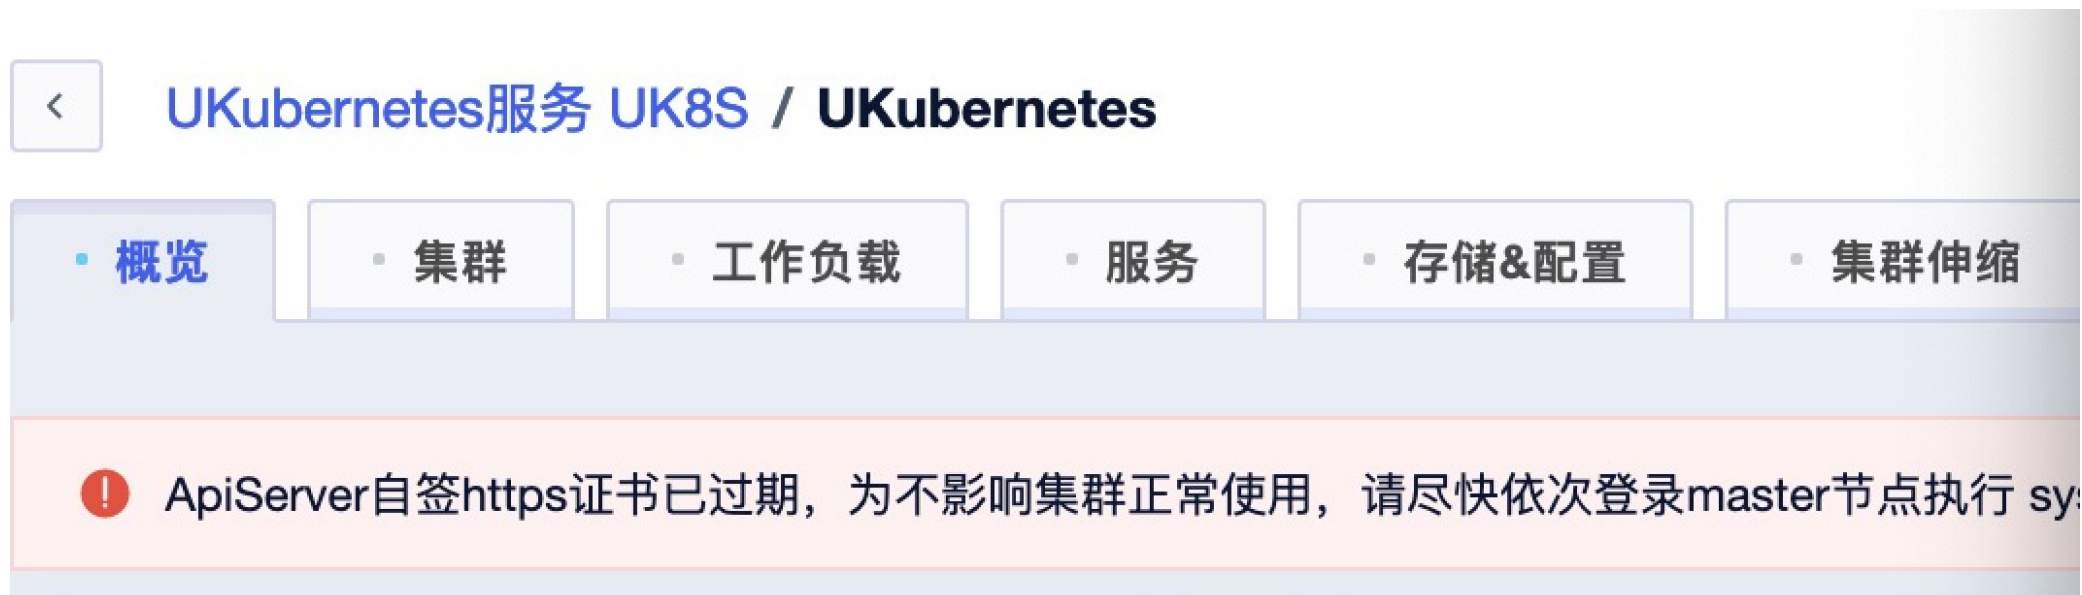 UKubernetes服务 UK8S / UKubernetes
概览 集群 工作负载 服务 存储&配置 集群伸缩
ApiServer自签https证书已过期，为不影响集群正常使用，请尽快依次登录master节点执行